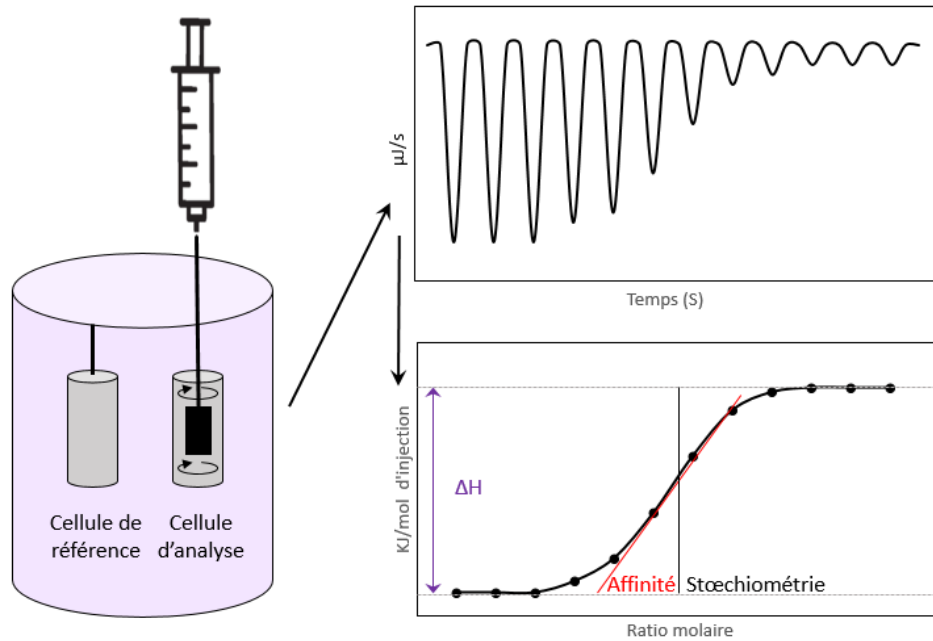 µJ/s
Temps (S)
Cellule de
référence
Cellule
d'analyse
KJ/mol d'injection
ΔH
Affinité
Stœchiométrie
Ratio molaire